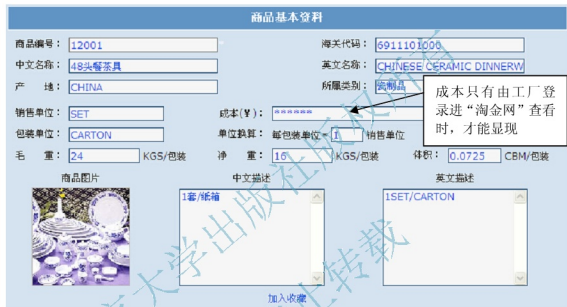 商品基本资料
商品编号： 12001 海关代码： 6911101000
中文名称： 48头餐茶具 英文名称： CHINESE CERAMIC DINNERW
产 地： CHINA 所属类别： 瓷制品
成本只有由工厂登
录进“淘金网”查看
时，才能显现
销售单位： SET 成本(¥)： ******
包装单位： CARTON 单位换算： 每包装单位= 1 销售单位
毛 重： 24 KGS/包装 净 重： 16 KGS/包装 体积： 0.0725 CBM/包装
商品图片 中文描述 英文描述
1套/纸箱 1SET/CARTON
加入收藏